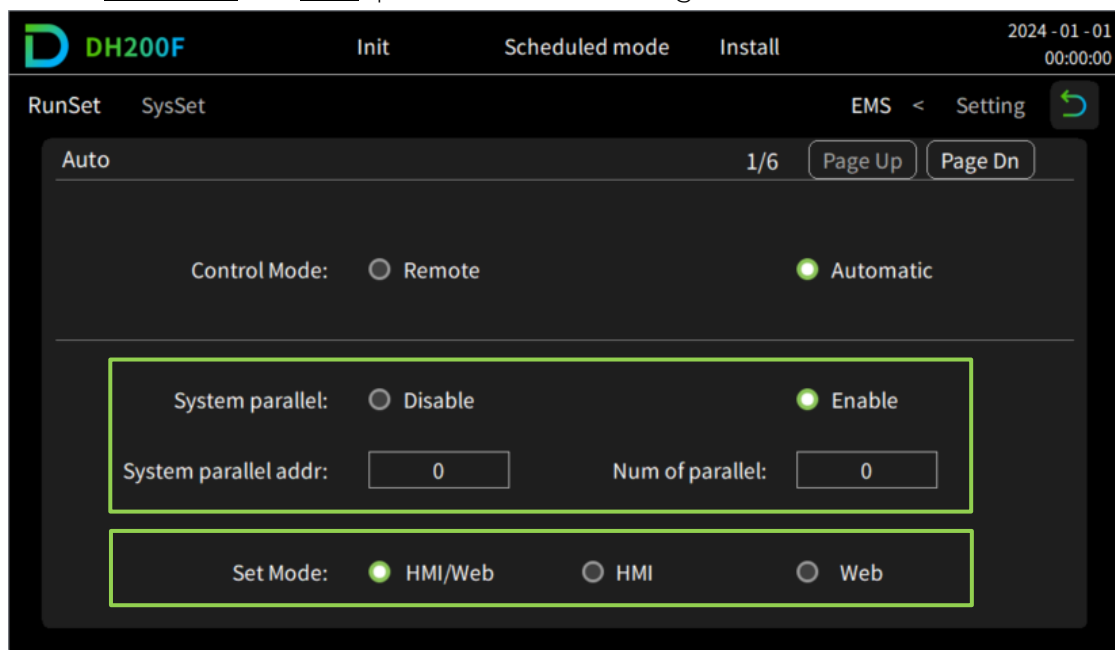 DH200F Init Scheduled mode Install 2024-01-01
00:00:00
RunSet SysSet EMS < Setting
Auto 1/6 Page Up Page Dn
Control Mode: Remote Automatic
System parallel: Disable Enable
System parallel addr: 0 Num of parallel: 0
Set Mode: HMI/Web HMI Web